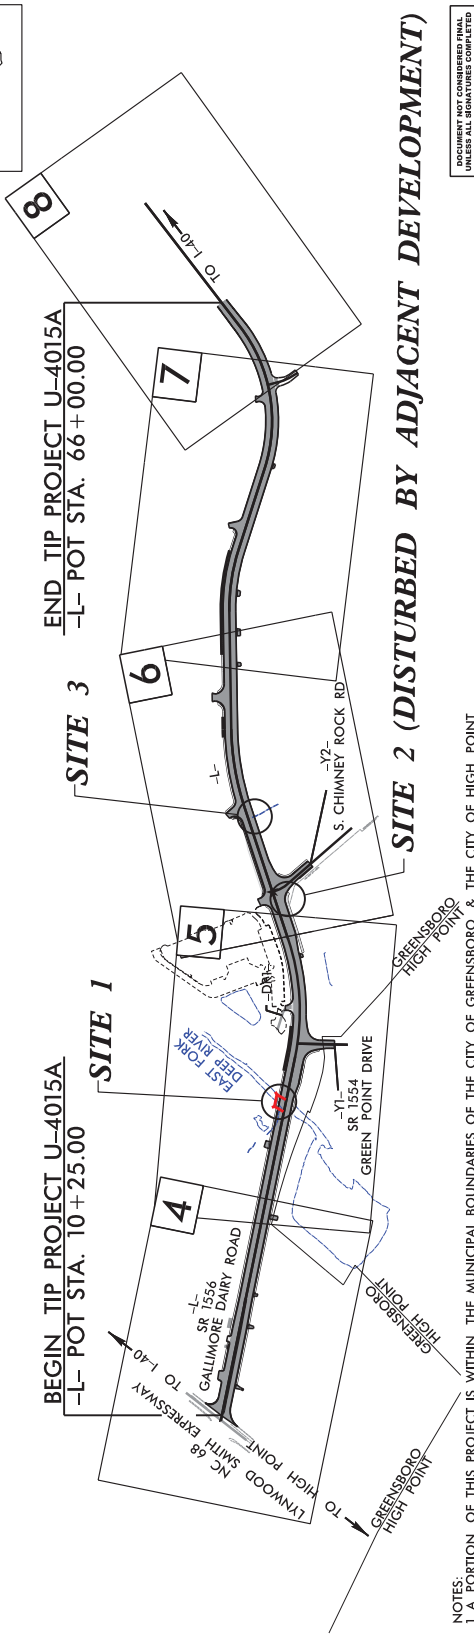 8
TO I-40
END TIP PROJECT U-4015A
-L- POT STA. 66+00.00
7
6
SITE 3
-L-
-Y2-
S. CHIMNEY ROCK RD
SITE 2 (DISTURBED BY ADJACENT DEVELOPMENT)
DOCUMENT NOT CONSIDERED FINAL
UNLESS ALL SIGNATURES COMPLETED
5
SITE 1
-DR1-
EAST FORK
DEEP RIVER
GREENSBORO
HIGH POINT
-Y1-
SR 1554
GREEN POINT DRIVE
BEGIN TIP PROJECT U-4015A
-L- POT STA. 10+25.00
4
-L-
SR 1556
GALLIMORE DAIRY ROAD
TO I-40
NC 68
LYNWOOD SMITH EXPRESSWAY
TO HIGH POINT
GREENSBORO
HIGH POINT
GREENSBORO
HIGH POINT
NOTES:
1 A PORTION OF THIS PROJECT IS WITHIN THE MUNICIPAL BOUNDARIES OF THE CITY OF GREENSBORO & THE CITY OF HIGH POINT